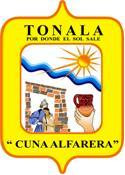 TONALA
POR DONDE EL SOL SALE
“ CUNA ALFARERA ”